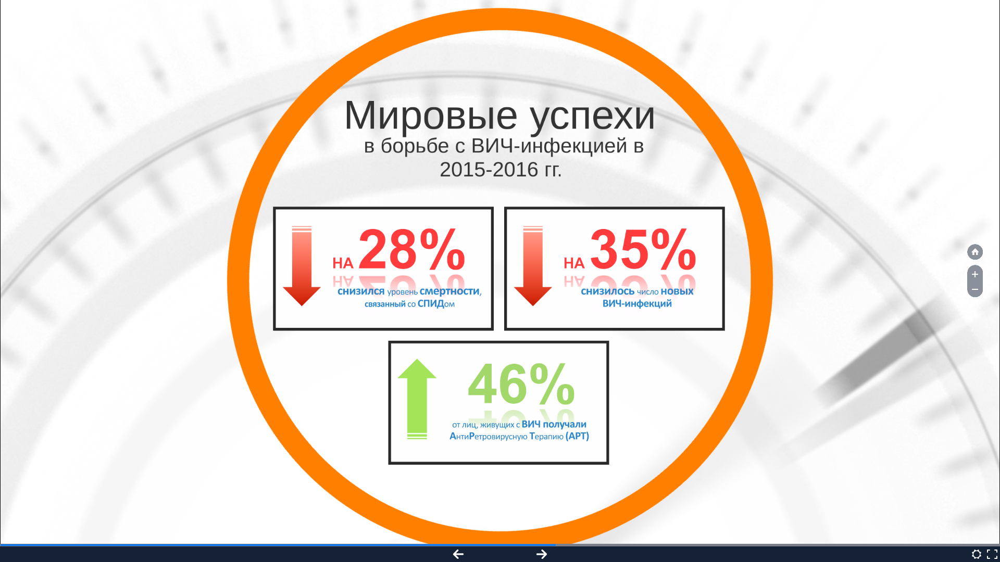 Мировые успехи
в борьбе с ВИЧ-инфекцией в
2015-2016 гг.
НА 28%
снизился уровень смертности,
связанный со СПИДом
НА 35%
снизилось число новых
ВИЧ-инфекций
46%
от лиц, живущих с ВИЧ получали
АнтиРетровирусную Терапию (АРТ)